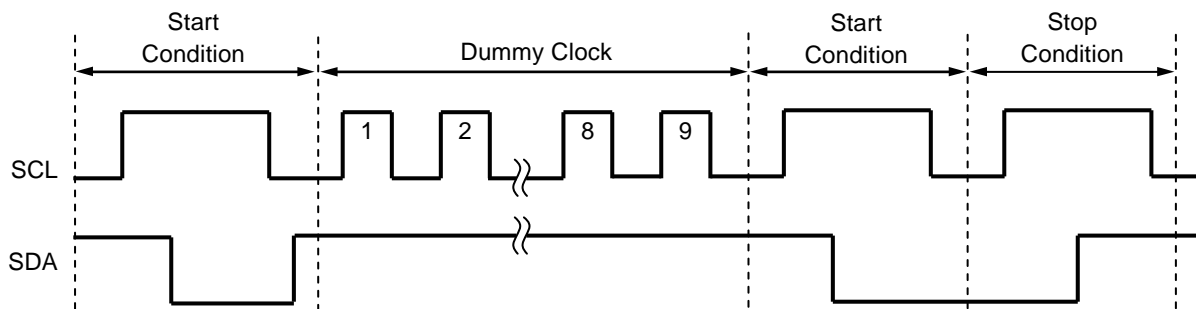 Start
Condition
Dummy Clock
Start
Condition
Stop
Condition
SCL
1
2
8
9
SDA